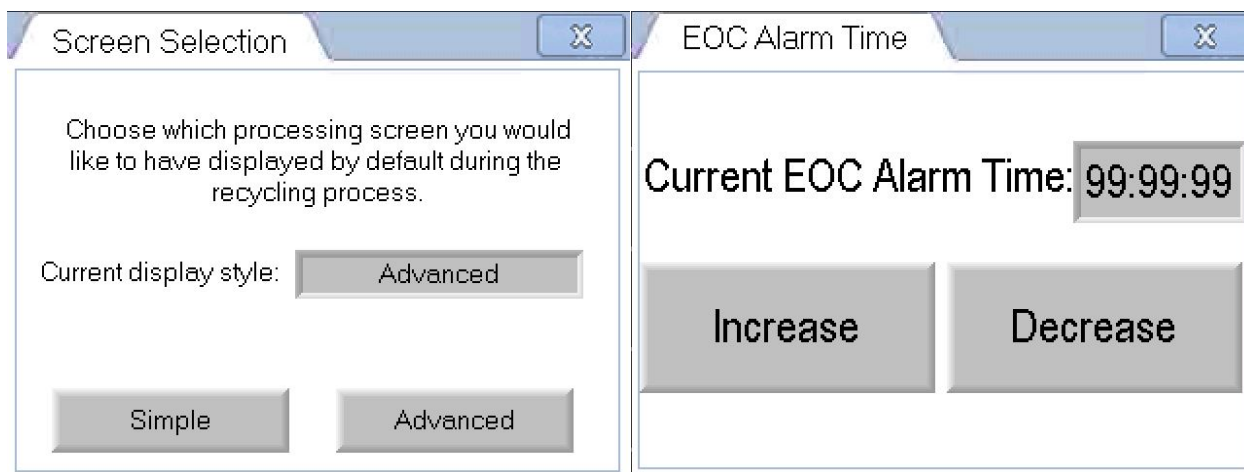 Screen Selection
X
Choose which processing screen you would
like to have displayed by default during the
recycling process.
Current display style:
Advanced
Simple
Advanced
EOC Alarm Time
X
Current EOC Alarm Time:
99:99:99
Increase
Decrease